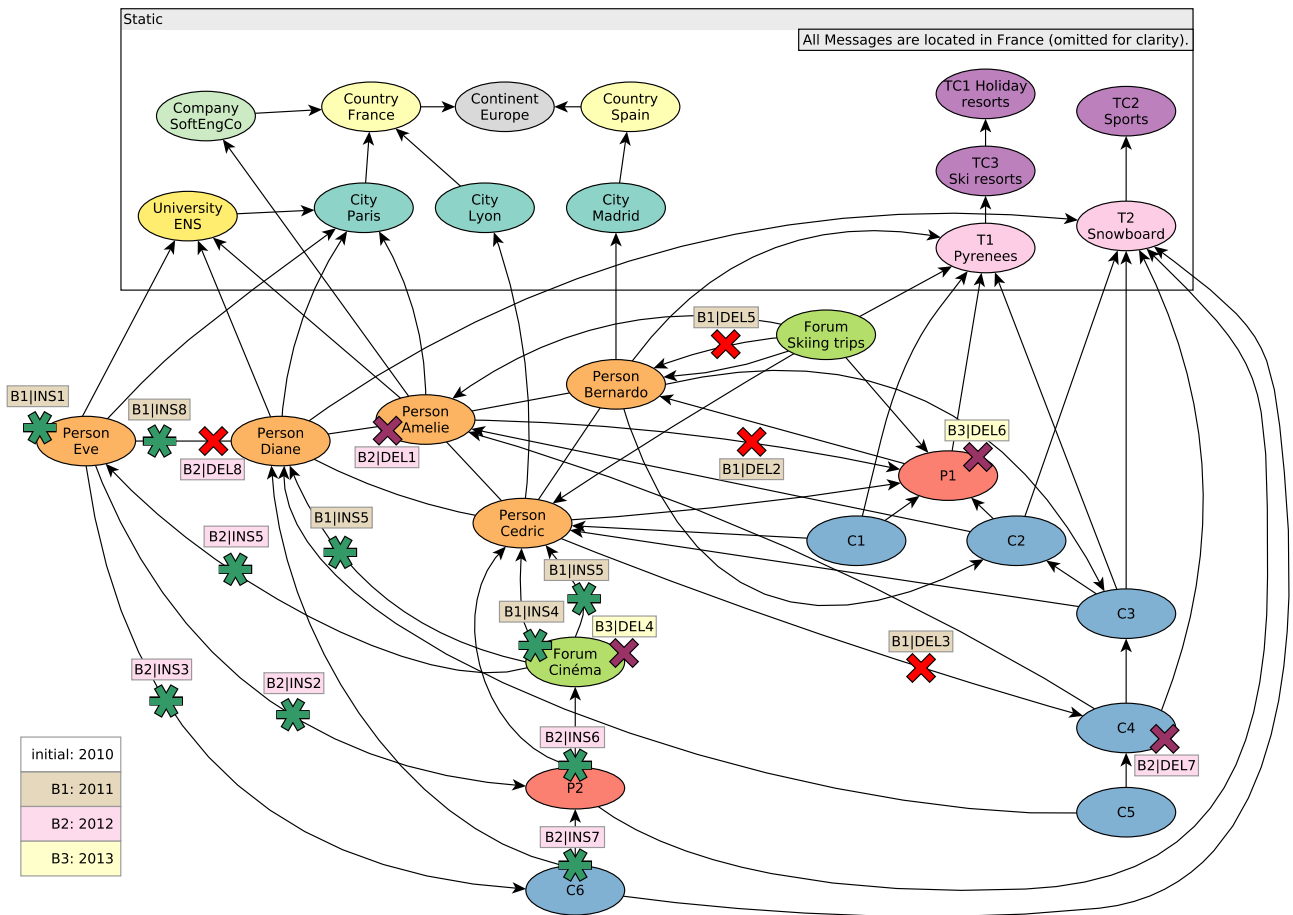 Static
All Messages are located in France (omitted for clarity).
Company
SoftEngCo
Country
France
Continent
Europe
Country
Spain
TC1 Holiday
resorts
TC2
Sports
TC3
Ski resorts
University
ENS
City
Paris
City
Lyon
City
Madrid
T1
Pyrenees
T2
Snowboard
B1|DEL5
Forum
Skiing trips
Person
Bernardo
B1|INS1
Person
Eve
B1|INS8
B2|DEL8
Person
Diane
Person
Amelie
B2|DEL1
B1|DEL2
B3|DEL6
P1
B1|INS5
B2|INS5
Person
Cedric
C1
C2
B1|INS5
B1|INS4
B3|DEL4
Forum
Cinéma
B1|DEL3
C3
B2|INS3
B2|INS2
B2|INS6
P2
C4
B2|DEL7
C5
B2|INS7
C6
initial: 2010
B1: 2011
B2: 2012
B3: 2013